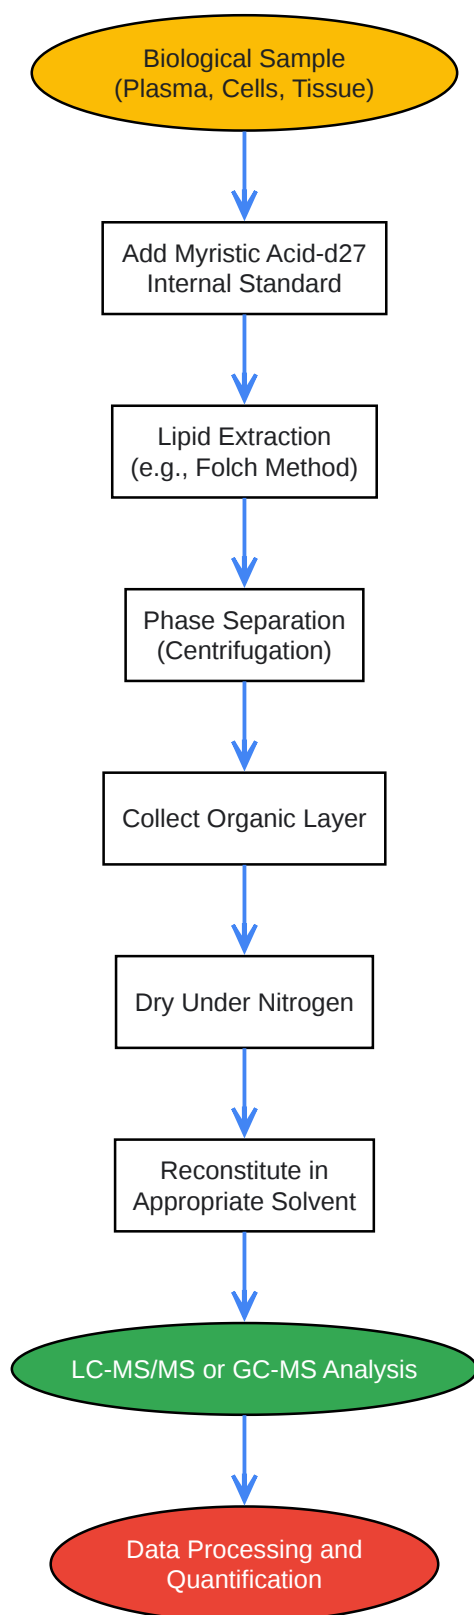 Biological Sample
(Plasma, Cells, Tissue)
Add Myristic Acid-d27
Internal Standard
Lipid Extraction
(e.g., Folch Method)
Phase Separation
(Centrifugation)
Collect Organic Layer
Dry Under Nitrogen
Reconstitute in
Appropriate Solvent
LC-MS/MS or GC-MS Analysis
Data Processing and
Quantification